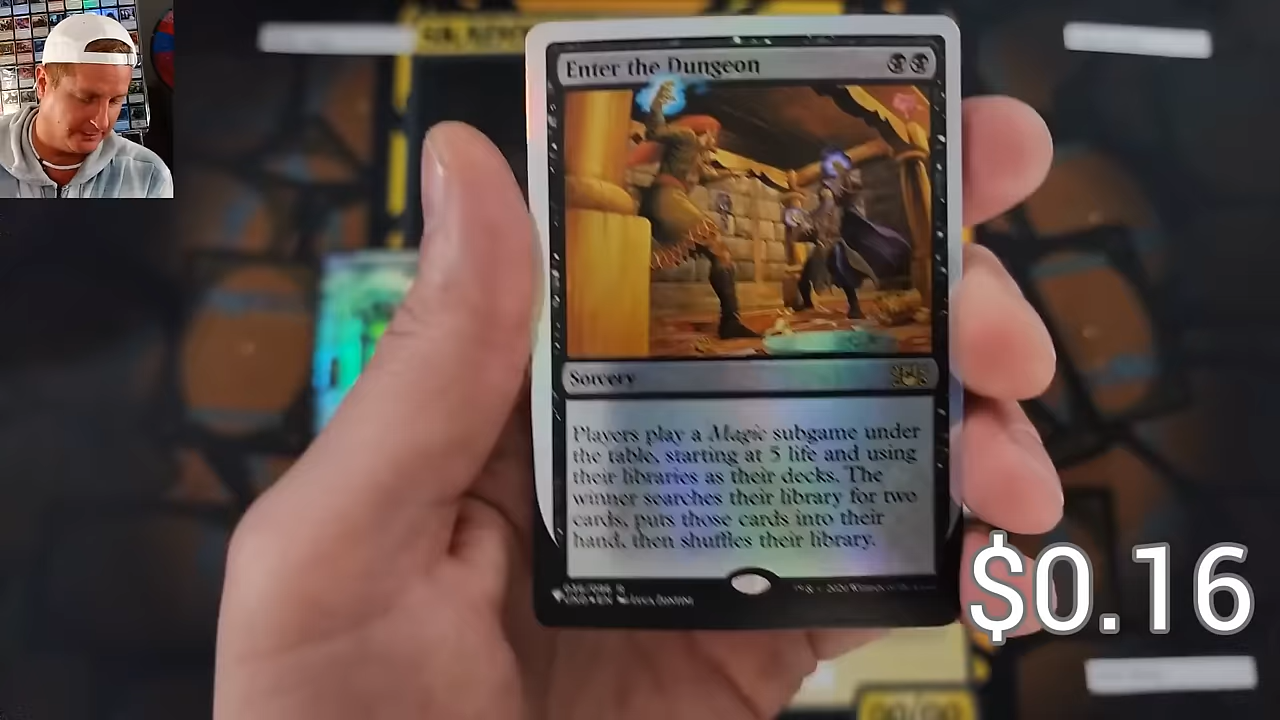 Enter the Dungeon
Sorcery
Players play a Magic subgame under
the table, starting at 5 life and using
their libraries as their decks. The
winner searches their library for two
cards, puts those cards into their
hand, then shuffles their library.
$0.16